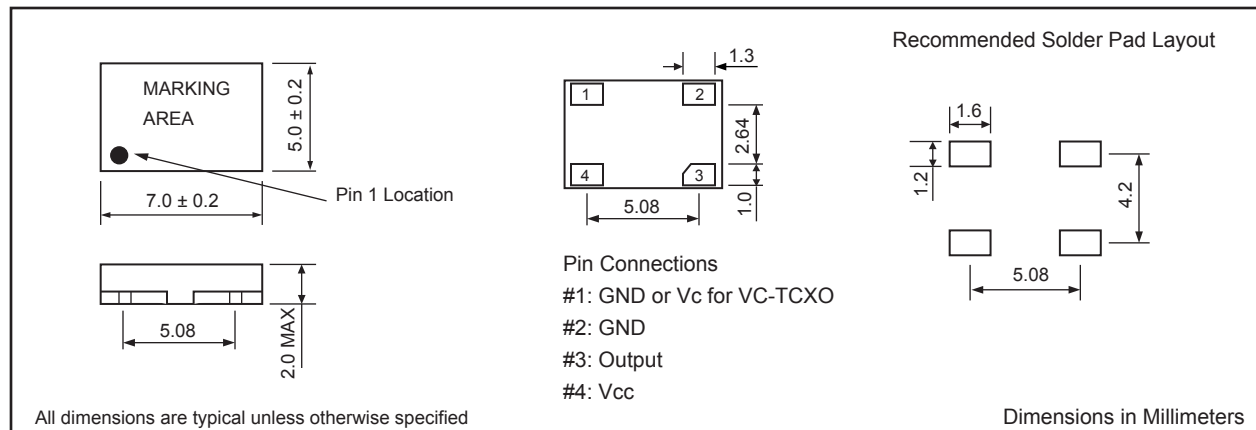 MARKING
AREA
5.0 ± 0.2
Pin 1 Location
7.0 ± 0.2
5.08
2.0 MAX
All dimensions are typical unless otherwise specified
1.3
1
2
2.64
4
3
1.0
5.08
Pin Connections
#1: GND or Vc for VC-TCXO
#2: GND
#3: Output
#4: Vcc
Recommended Solder Pad Layout
1.6
1.2
4.2
5.08
Dimensions in Millimeters